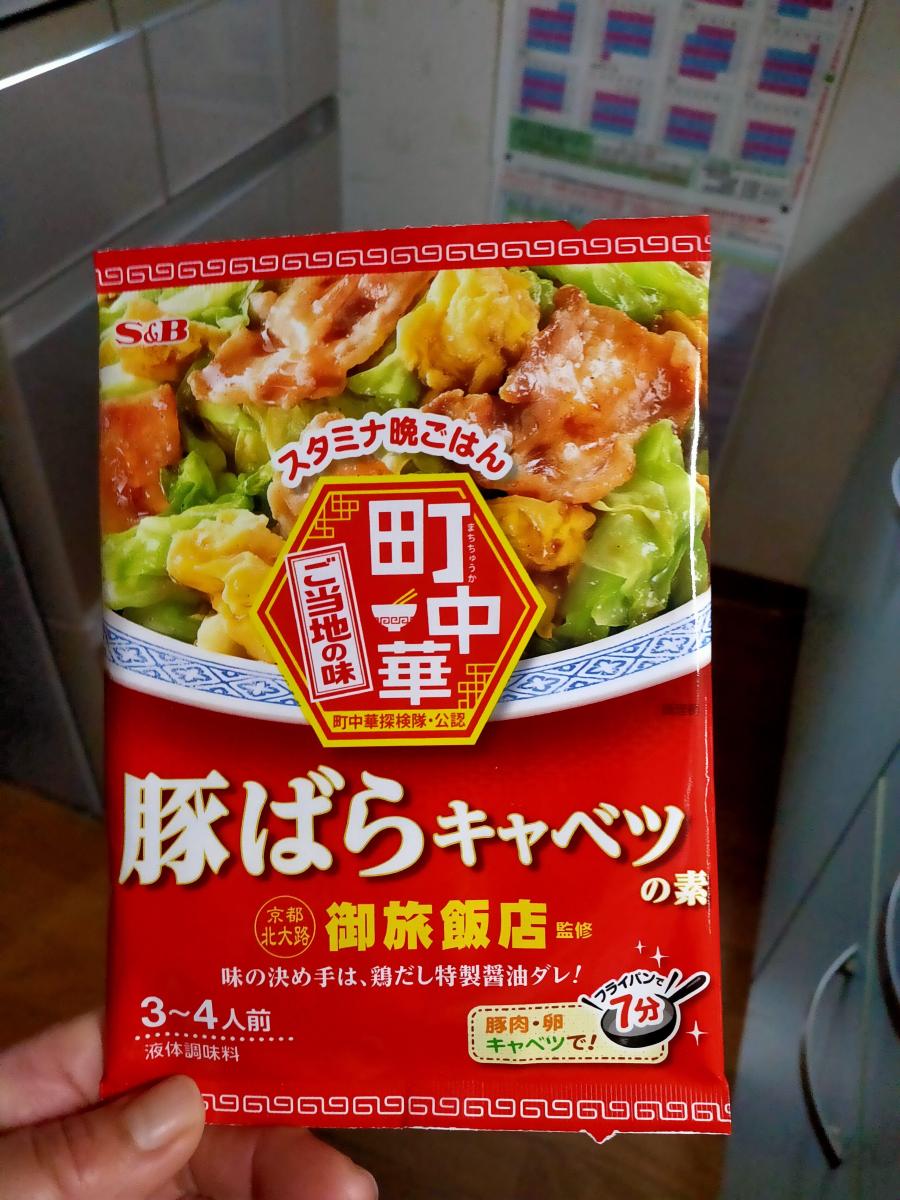 S&B
スタミナ晩ごはん
町中華
まちちゅうか
ご当地の味
町中華探検隊・公認
豚ばらキャベツ
の素
京都
北大路
御旅飯店
監修
味の決め手は、鶏だし特製醤油ダレ!
3~4人前
液体調味料
フライパンで
7分
豚肉・卵
キャベツで!